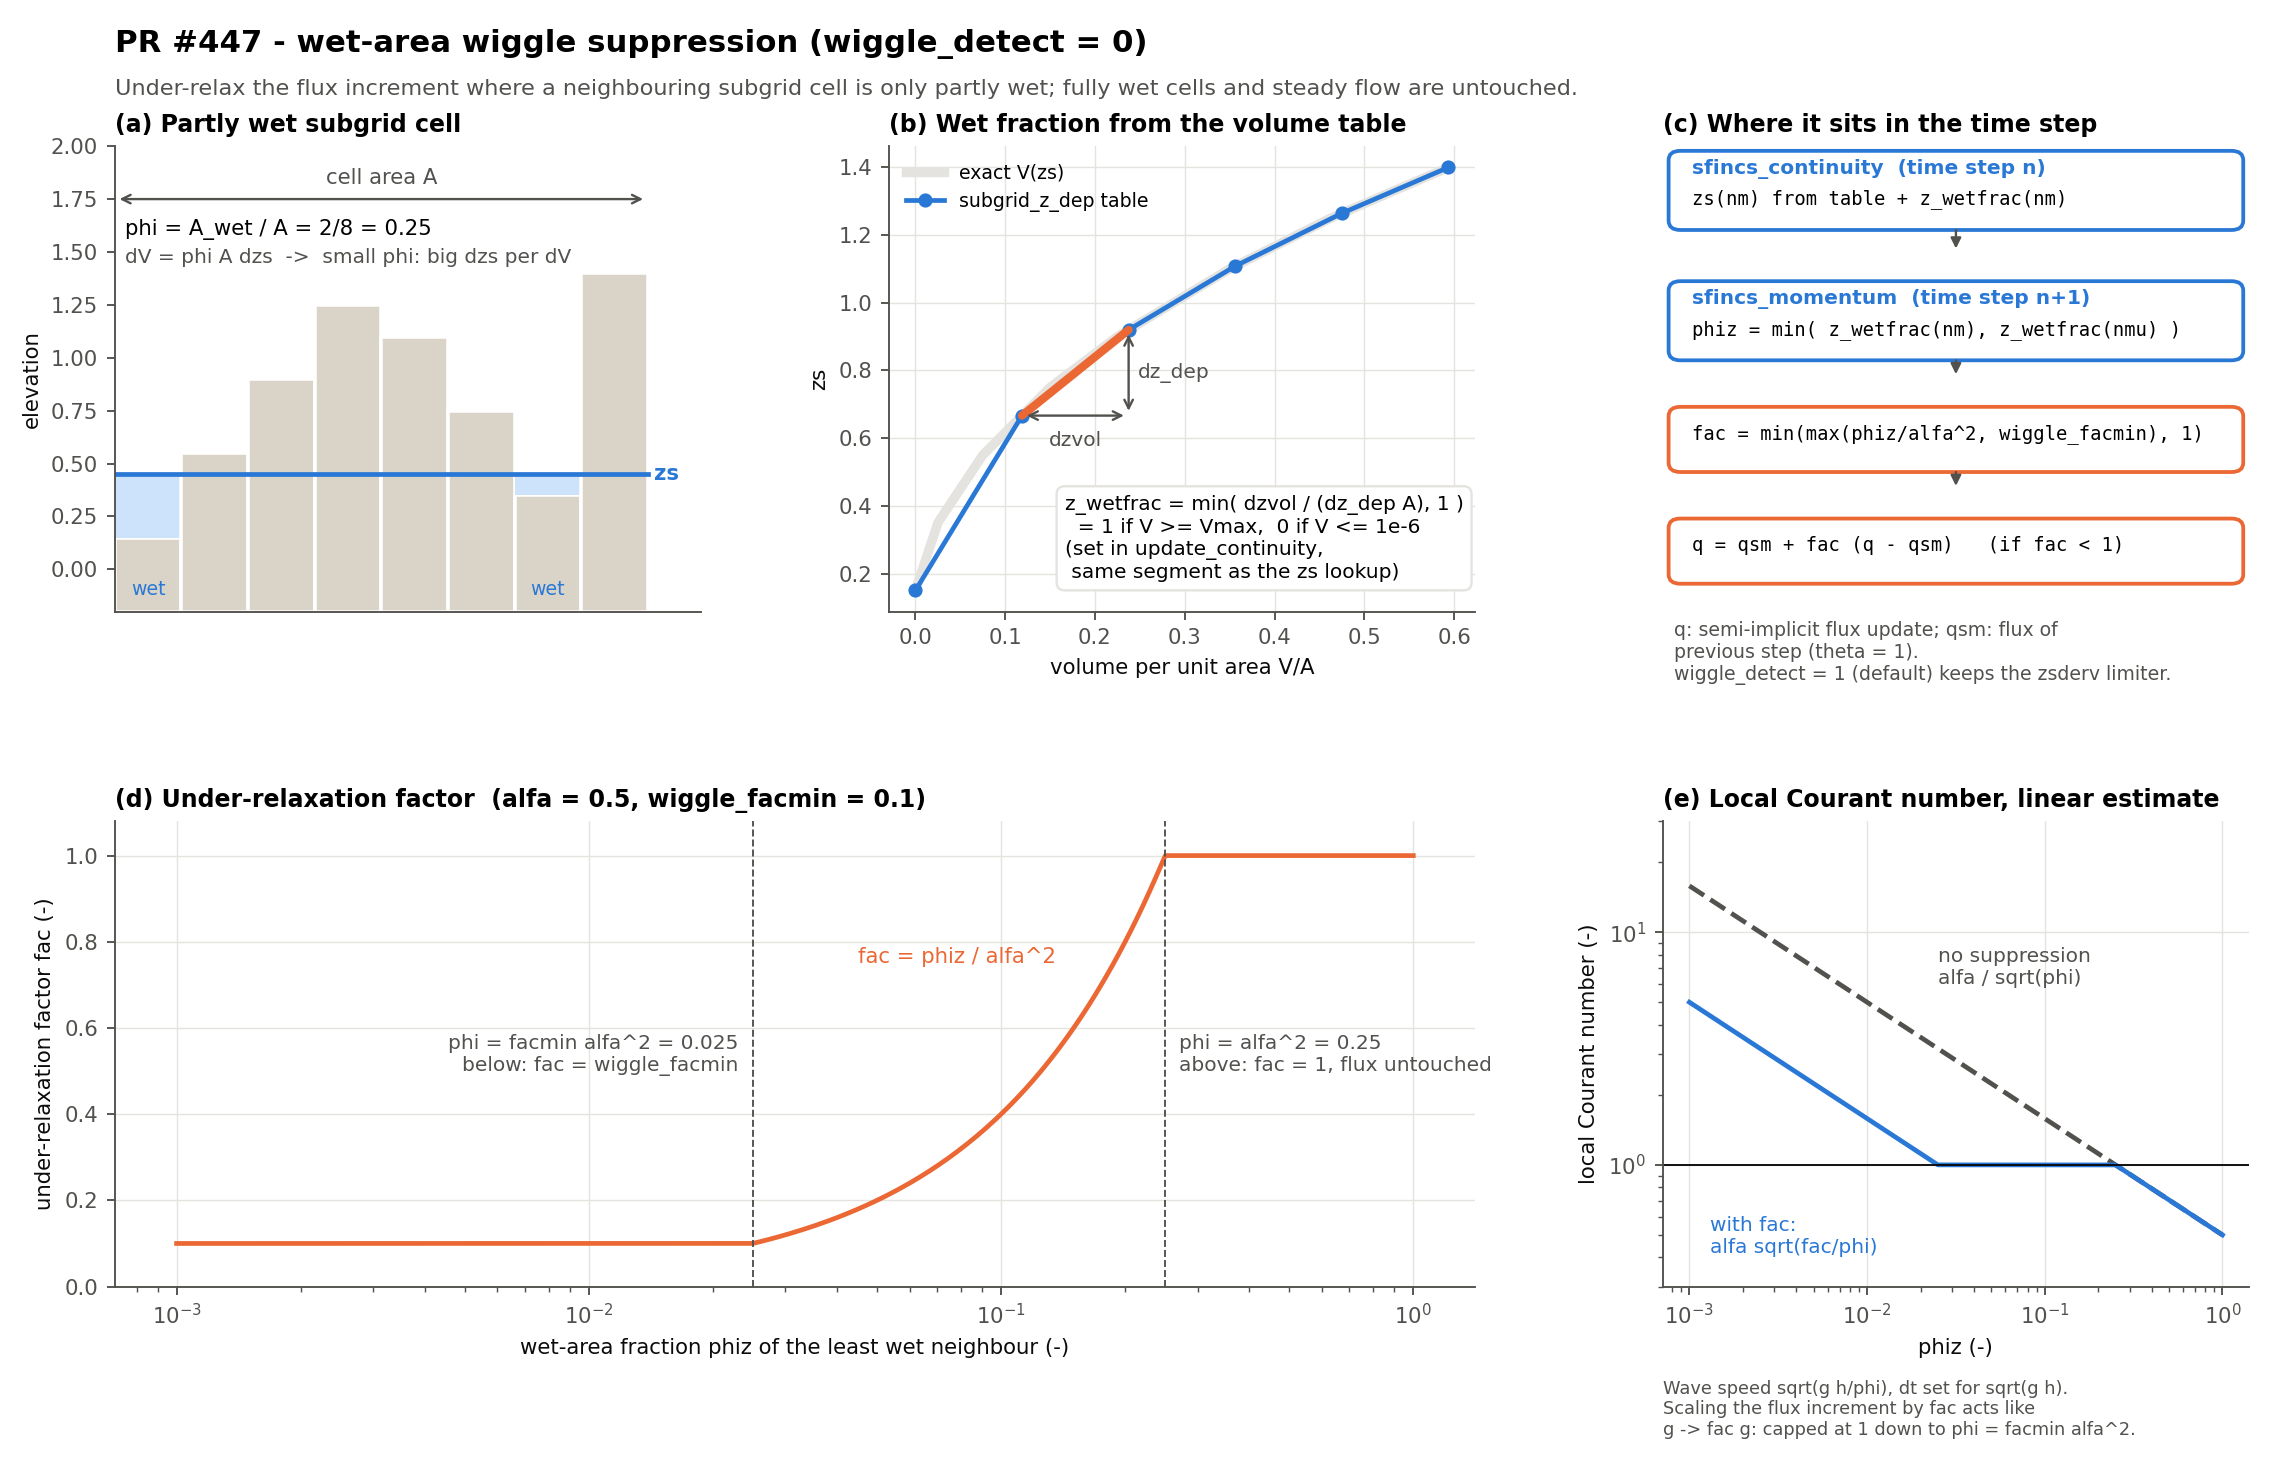 PR #447 - wet-area wiggle suppression (wiggle_detect = 0)
Under-relax the flux increment where a neighbouring subgrid cell is only partly wet; fully wet cells and steady flow are untouched.
(a) Partly wet subgrid cell
2.00
1.75
1.50
1.25
1.00
0.75
0.50
0.25
0.00
elevation
cell area A
phi = A_wet / A = 2/8 = 0.25
dV = phi A dzs -> small phi: big dzs per dV
zs
wet
wet
(b) Wet fraction from the volume table
1.4
1.2
1.0
0.8
0.6
0.4
0.2
zs
exact V(zs)
subgrid_z_dep table
dz_dep
dzvol
z_wetfrac = min( dzvol / (dz_dep A), 1 )
= 1 if V >= Vmax, 0 if V <= 1e-6
(set in update_continuity,
same segment as the zs lookup)
0.0 0.1 0.2 0.3 0.4 0.5 0.6
volume per unit area V/A
(c) Where it sits in the time step
sfincs_continuity (time step n)
zs(nm) from table + z_wetfrac(nm)
sfincs_momentum (time step n+1)
phiz = min( z_wetfrac(nm), z_wetfrac(nmu) )
fac = min(max(phiz/alfa^2, wiggle_facmin), 1)
q = qsm + fac (q - qsm) (if fac < 1)
q: semi-implicit flux update; qsm: flux of
previous step (theta = 1).
wiggle_detect = 1 (default) keeps the zsderv limiter.
(d) Under-relaxation factor (alfa = 0.5, wiggle_facmin = 0.1)
1.0
0.8
0.6
0.4
0.2
0.0
under-relaxation factor fac (-)
fac = phiz / alfa^2
phi = facmin alfa^2 = 0.025
below: fac = wiggle_facmin
phi = alfa^2 = 0.25
above: fac = 1, flux untouched
10⁻³ 10⁻² 10⁻¹ 10⁰
wet-area fraction phiz of the least wet neighbour (-)
(e) Local Courant number, linear estimate
10¹
10⁰
local Courant number (-)
no suppression
alfa / sqrt(phi)
with fac:
alfa sqrt(fac/phi)
10⁻³ 10⁻² 10⁻¹ 10⁰
phiz (-)
Wave speed sqrt(g h/phi), dt set for sqrt(g h).
Scaling the flux increment by fac acts like
g -> fac g: capped at 1 down to phi = facmin alfa^2.